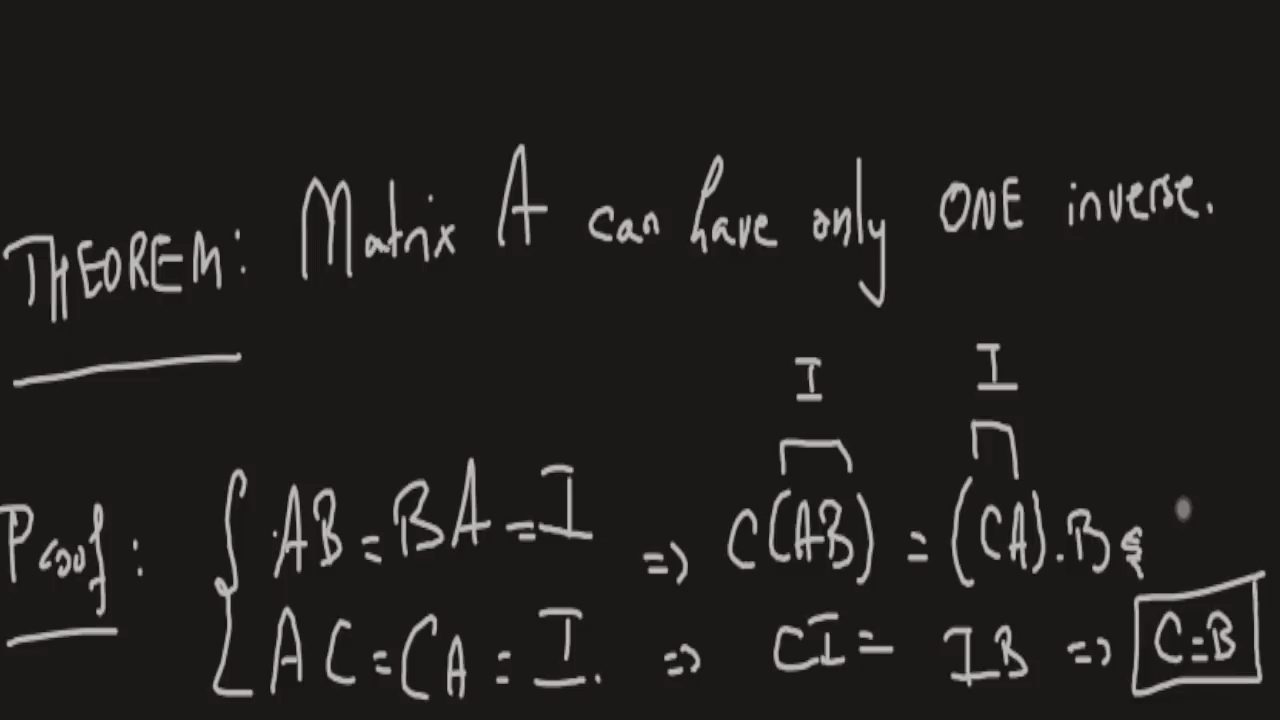 THEOREM: Matrix A can have only ONE inverse.
I I
Proof: { AB = BA = I => C(AB) = (CA).B
AC = CA = I. => CI = IB => C=B